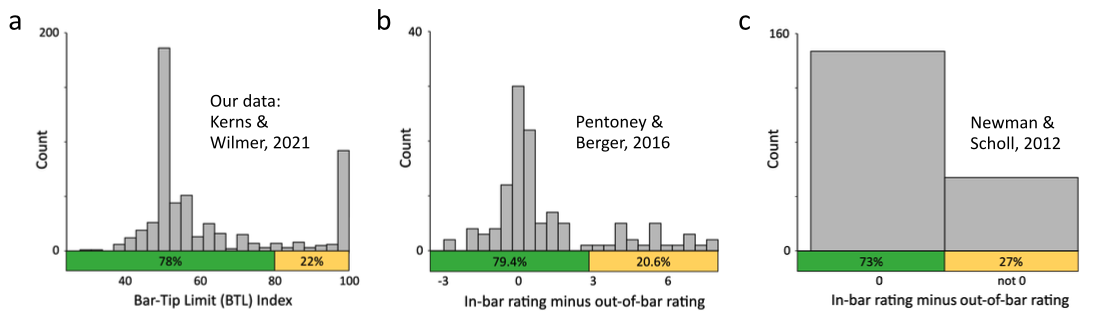 a
200
Count
0
Our data:
Kerns &
Wilmer, 2021
78%
22%
40
60
80
100
Bar-Tip Limit (BTL) Index
b
40
Count
0
Pentoney &
Berger, 2016
79.4%
20.6%
-3
0
3
6
In-bar rating minus out-of-bar rating
c
160
Count
0
Newman &
Scholl, 2012
73%
27%
0
not 0
In-bar rating minus out-of-bar rating